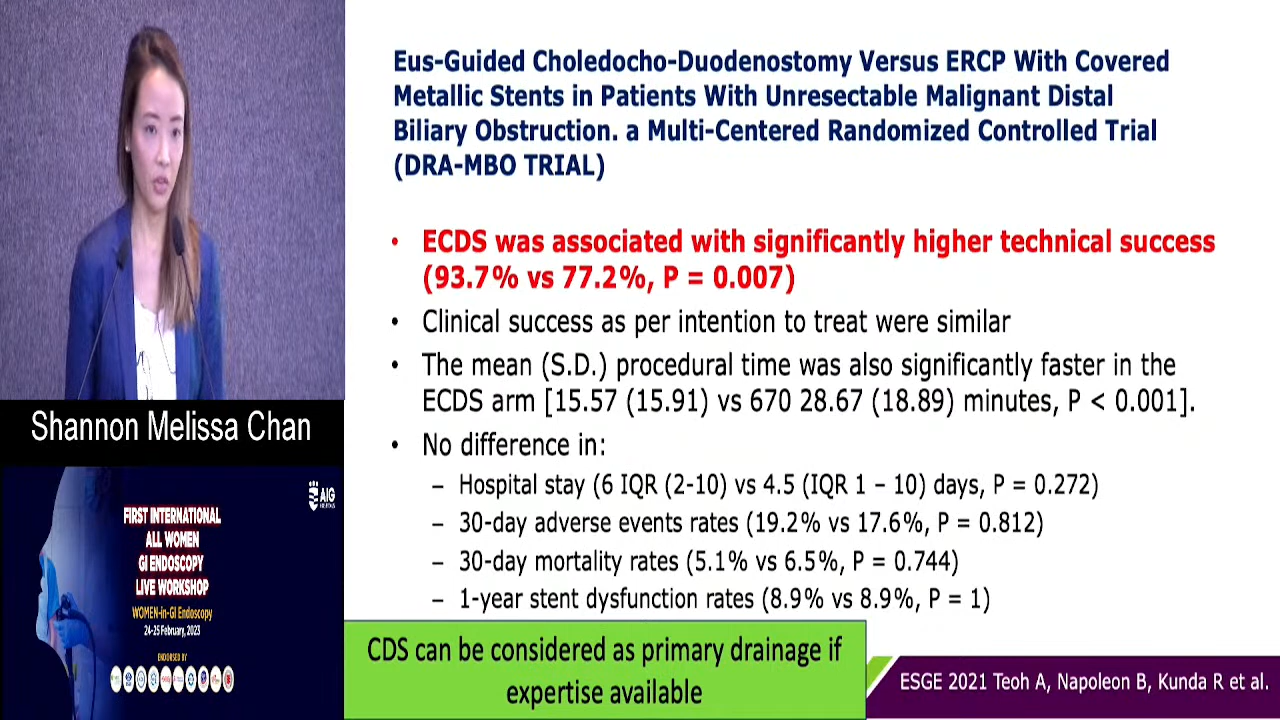 Eus-Guided Choledocho-Duodenostomy Versus ERCP With Covered
Metallic Stents in Patients With Unresectable Malignant Distal
Biliary Obstruction. a Multi-Centered Randomized Controlled Trial
(DRA-MBO TRIAL)
• ECDS was associated with significantly higher technical success
(93.7% vs 77.2%, P = 0.007)
• Clinical success as per intention to treat were similar
• The mean (S.D.) procedural time was also significantly faster in the
ECDS arm [15.57 (15.91) vs 670 28.67 (18.89) minutes, P < 0.001].
• No difference in:
– Hospital stay (6 IQR (2-10) vs 4.5 (IQR 1 – 10) days, P = 0.272)
– 30-day adverse events rates (19.2% vs 17.6%, P = 0.812)
– 30-day mortality rates (5.1% vs 6.5%, P = 0.744)
– 1-year stent dysfunction rates (8.9% vs 8.9%, P = 1)
CDS can be considered as primary drainage if
expertise available
ESGE 2021 Teoh A, Napoleon B, Kunda R et al.
Shannon Melissa Chan
AIG
FIRST INTERNATIONAL
ALL WOMEN
GI ENDOSCOPY
LIVE WORKSHOP
WOMEN-in-GI Endoscopy
24-25 February, 2023
ENDORSED BY